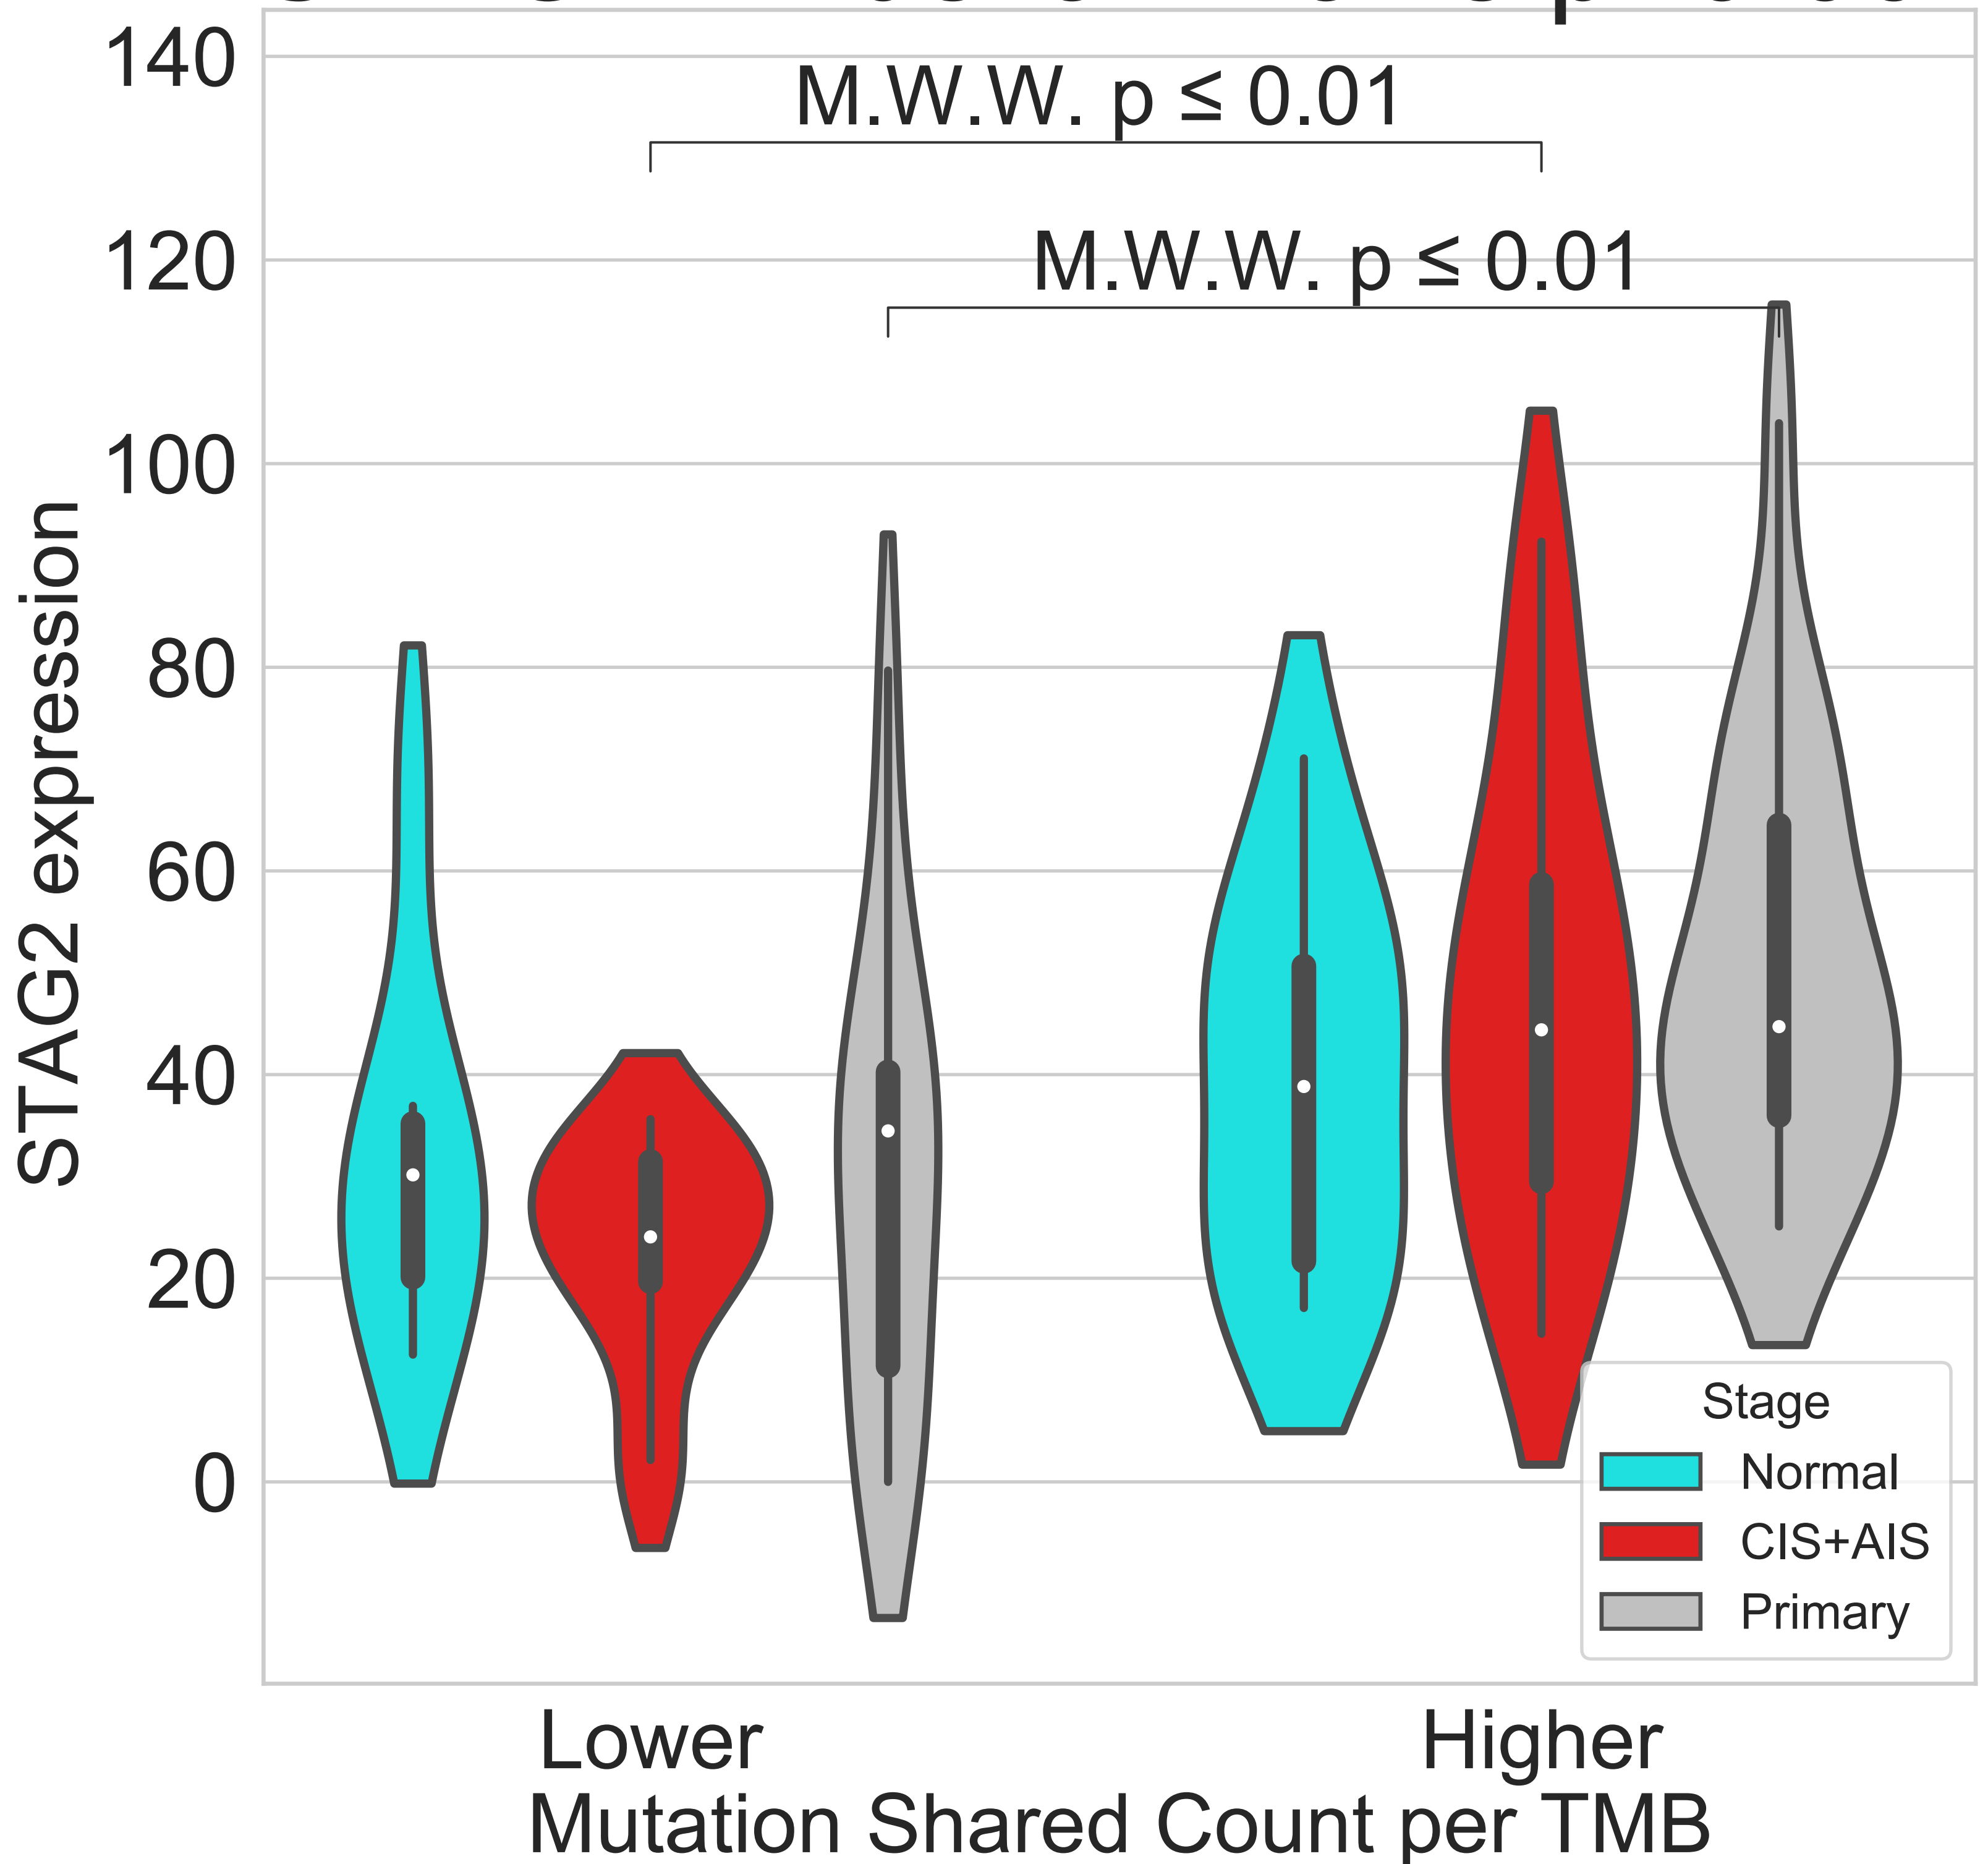 140
M.W.W. p ≤ 0.01
120
M.W.W. p ≤ 0.01
100
80
60
40
20
0
STAG2 expression
Stage
Normal
CIS+AIS
Primary
Lower
Higher
Mutation Shared Count per TMB